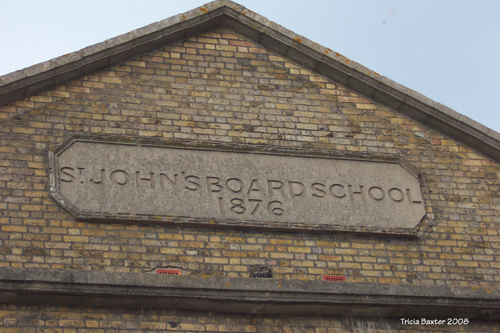 ST. JOHN'S BOARD SCHOOL
1876
Tricia Baxter 2008